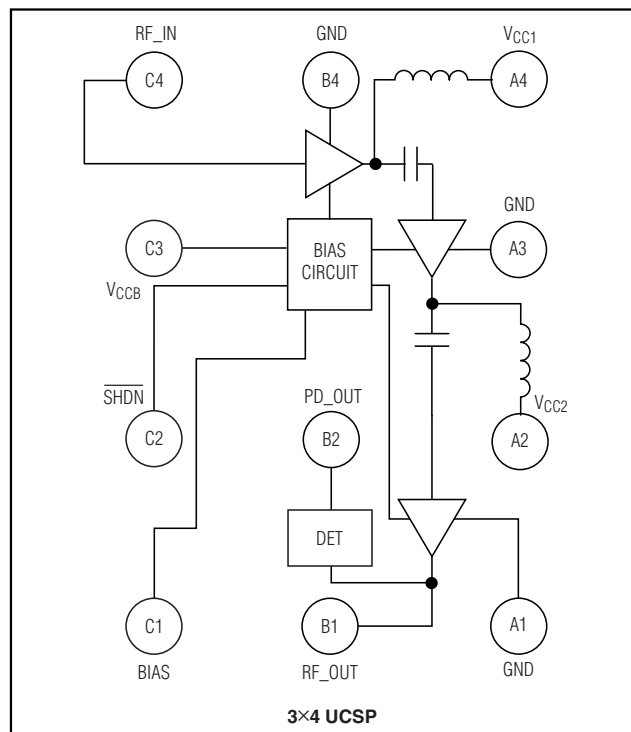 RF_IN
GND
VCC1
C4
B4
A4
GND
C3
BIAS
CIRCUIT
A3
VCCB
SHDN
PD_OUT
VCC2
C2
B2
A2
DET
C1
B1
A1
BIAS
RF_OUT
GND
3×4 UCSP